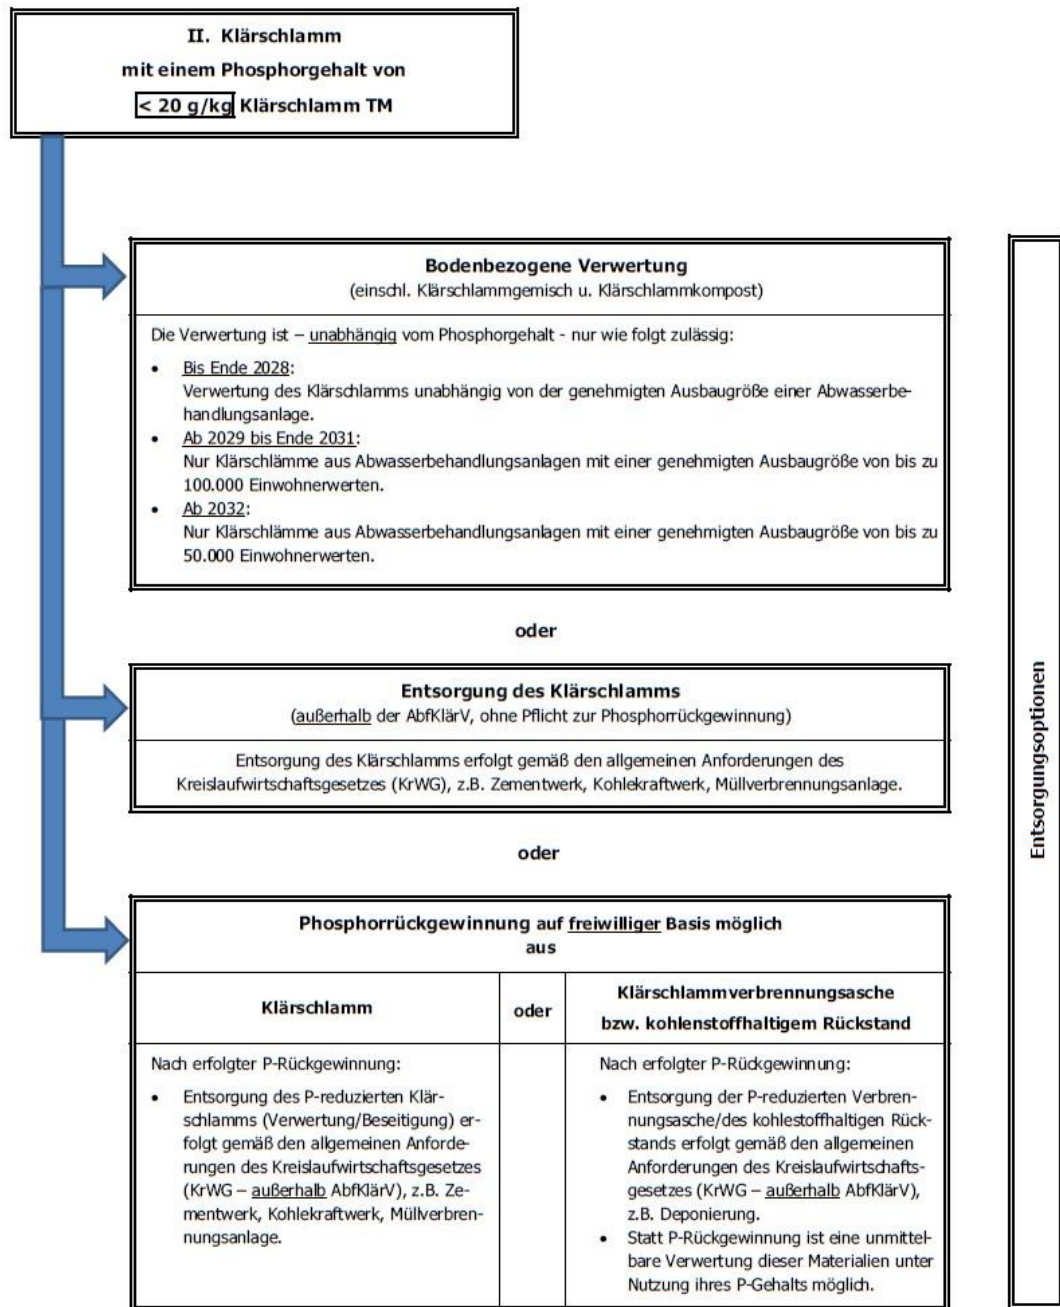 II. Klärschlamm
mit einem Phosphorgehalt von
< 20 g/kg Klärschlamm TM
Bodenbezogene Verwertung
(einschl. Klärschlammgemisch u. Klärschlammkompost)
Die Verwertung ist – unabhängig vom Phosphorgehalt - nur wie folgt zulässig:
• Bis Ende 2028:
Verwertung des Klärschlamms unabhängig von der genehmigten Ausbaugröße einer Abwasserbe-
handlungsanlage.
• Ab 2029 bis Ende 2031:
Nur Klärschlämme aus Abwasserbehandlungsanlagen mit einer genehmigten Ausbaugröße von bis zu
100.000 Einwohnerwerten.
• Ab 2032:
Nur Klärschlämme aus Abwasserbehandlungsanlagen mit einer genehmigten Ausbaugröße von bis zu
50.000 Einwohnerwerten.
oder
Entsorgung des Klärschlamms
(außerhalb der AbfKlärV, ohne Pflicht zur Phosphorrückgewinnung)
Entsorgung des Klärschlamms erfolgt gemäß den allgemeinen Anforderungen des
Kreislaufwirtschaftsgesetzes (KrWG), z.B. Zementwerk, Kohlekraftwerk, Müllverbrennungsanlage.
oder
Phosphorrückgewinnung auf freiwilliger Basis möglich
aus
Klärschlamm
oder
Klärschlammverbrennungsasche
bzw. kohlenstoffhaltigem Rückstand
Nach erfolgter P-Rückgewinnung:
• Entsorgung des P-reduzierten Klär-
schlamms (Verwertung/Beseitigung) er-
folgt gemäß den allgemeinen Anforde-
rungen des Kreislaufwirtschaftsgesetzes
(KrWG – außerhalb AbfKlärV), z.B. Ze-
mentwerk, Kohlekraftwerk, Müllverbren-
nungsanlage.
Nach erfolgter P-Rückgewinnung:
• Entsorgung der P-reduzierten Verbren-
nungsasche/des kohlestoffhaltigen Rück-
stands erfolgt gemäß den allgemeinen
Anforderungen des Kreislaufwirtschafts-
gesetzes (KrWG – außerhalb AbfKlärV),
z.B. Deponierung.
• Statt P-Rückgewinnung ist eine unmittel-
bare Verwertung dieser Materialien unter
Nutzung ihres P-Gehalts möglich.
Entsorgungsoptionen